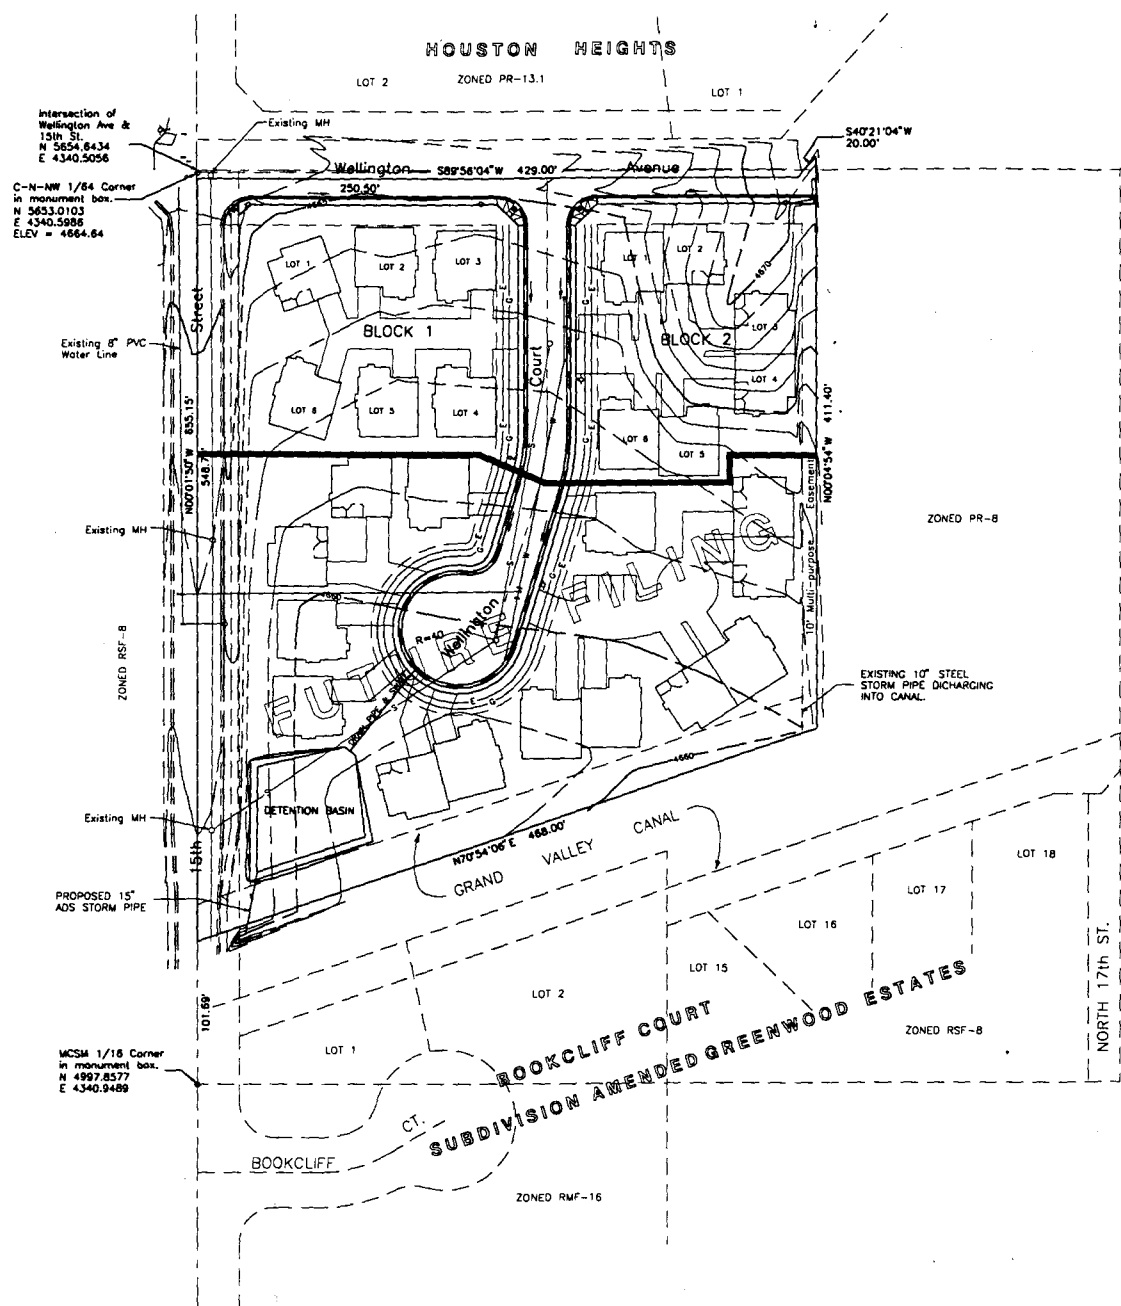 HOUSTON HEIGHTS
ZONED PR-13.1
LOT 2
LOT 1
Intersection of
Wellington Ave &
15th St.
N 5654.6434
E 4340.5056
Existing MH
S40°21'04"W
20.00'
Wellington S89°56'04"W 429.00' Avenue
250.50'
C-N-NW 1/64 Corner
in monument box.
N 5653.0103
E 4340.5986
ELEV = 4664.64
LOT 1
LOT 2
LOT 3
LOT 1
LOT 2
4670
LOT 3
Street
BLOCK 1
Court
BLOCK 2
Existing 8" PVC
Water Line
LOT 6
LOT 5
LOT 4
LOT 6
LOT 5
LOT 4
N00°01'50"W 655.15'
N00°04'54"W 411.40'
Existing MH
10' Multi-purpose Easement
ZONED PR-8
ZONED RSF-8
R=40
Wellington
FUTURE FILING
EXISTING 10" STEEL
STORM PIPE DICHARGING
INTO CANAL.
4660
DETENTION BASIN
Existing MH
15th
N70°54'06"E 468.00'
GRAND VALLEY CANAL
PROPOSED 15"
ADS STORM PIPE
LOT 18
LOT 17
LOT 16
LOT 15
LOT 2
LOT 1
101.69'
NORTH 17th ST.
ZONED RSF-8
MCSM 1/16 Corner
in monument box.
N 4997.8577
E 4340.9489
BOOKCLIFF COURT
SUBDIVISION AMENDED GREENWOOD ESTATES
BOOKCLIFF CT.
ZONED RMF-16